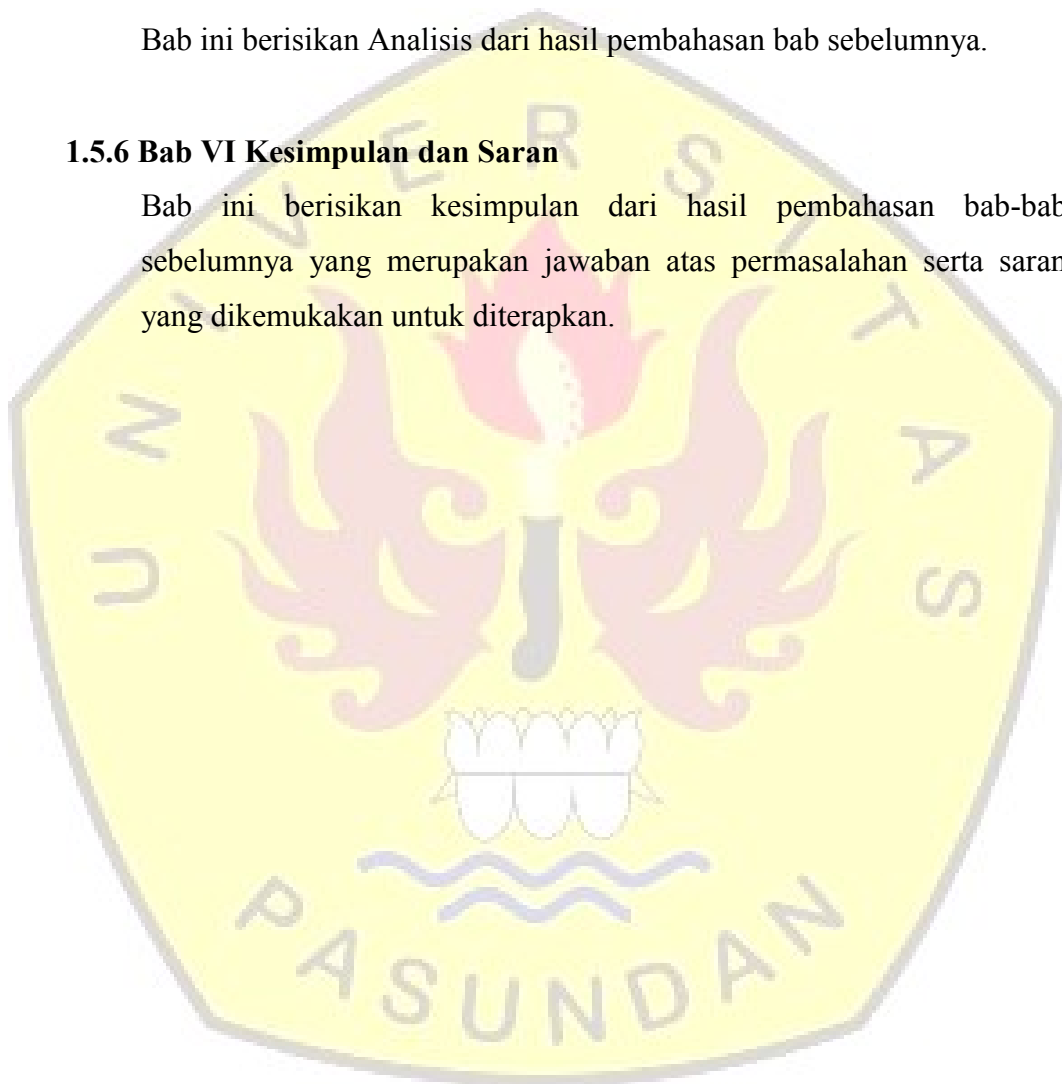 Bab ini berisikan Analisis dari hasil pembahasan bab sebelumnya.
1.5.6 Bab VI Kesimpulan dan Saran
Bab ini berisikan kesimpulan dari hasil pembahasan bab-bab
sebelumnya yang merupakan jawaban atas permasalahan serta saran
yang dikemukakan untuk diterapkan.
UNIVERSITAS
PASUNDAN